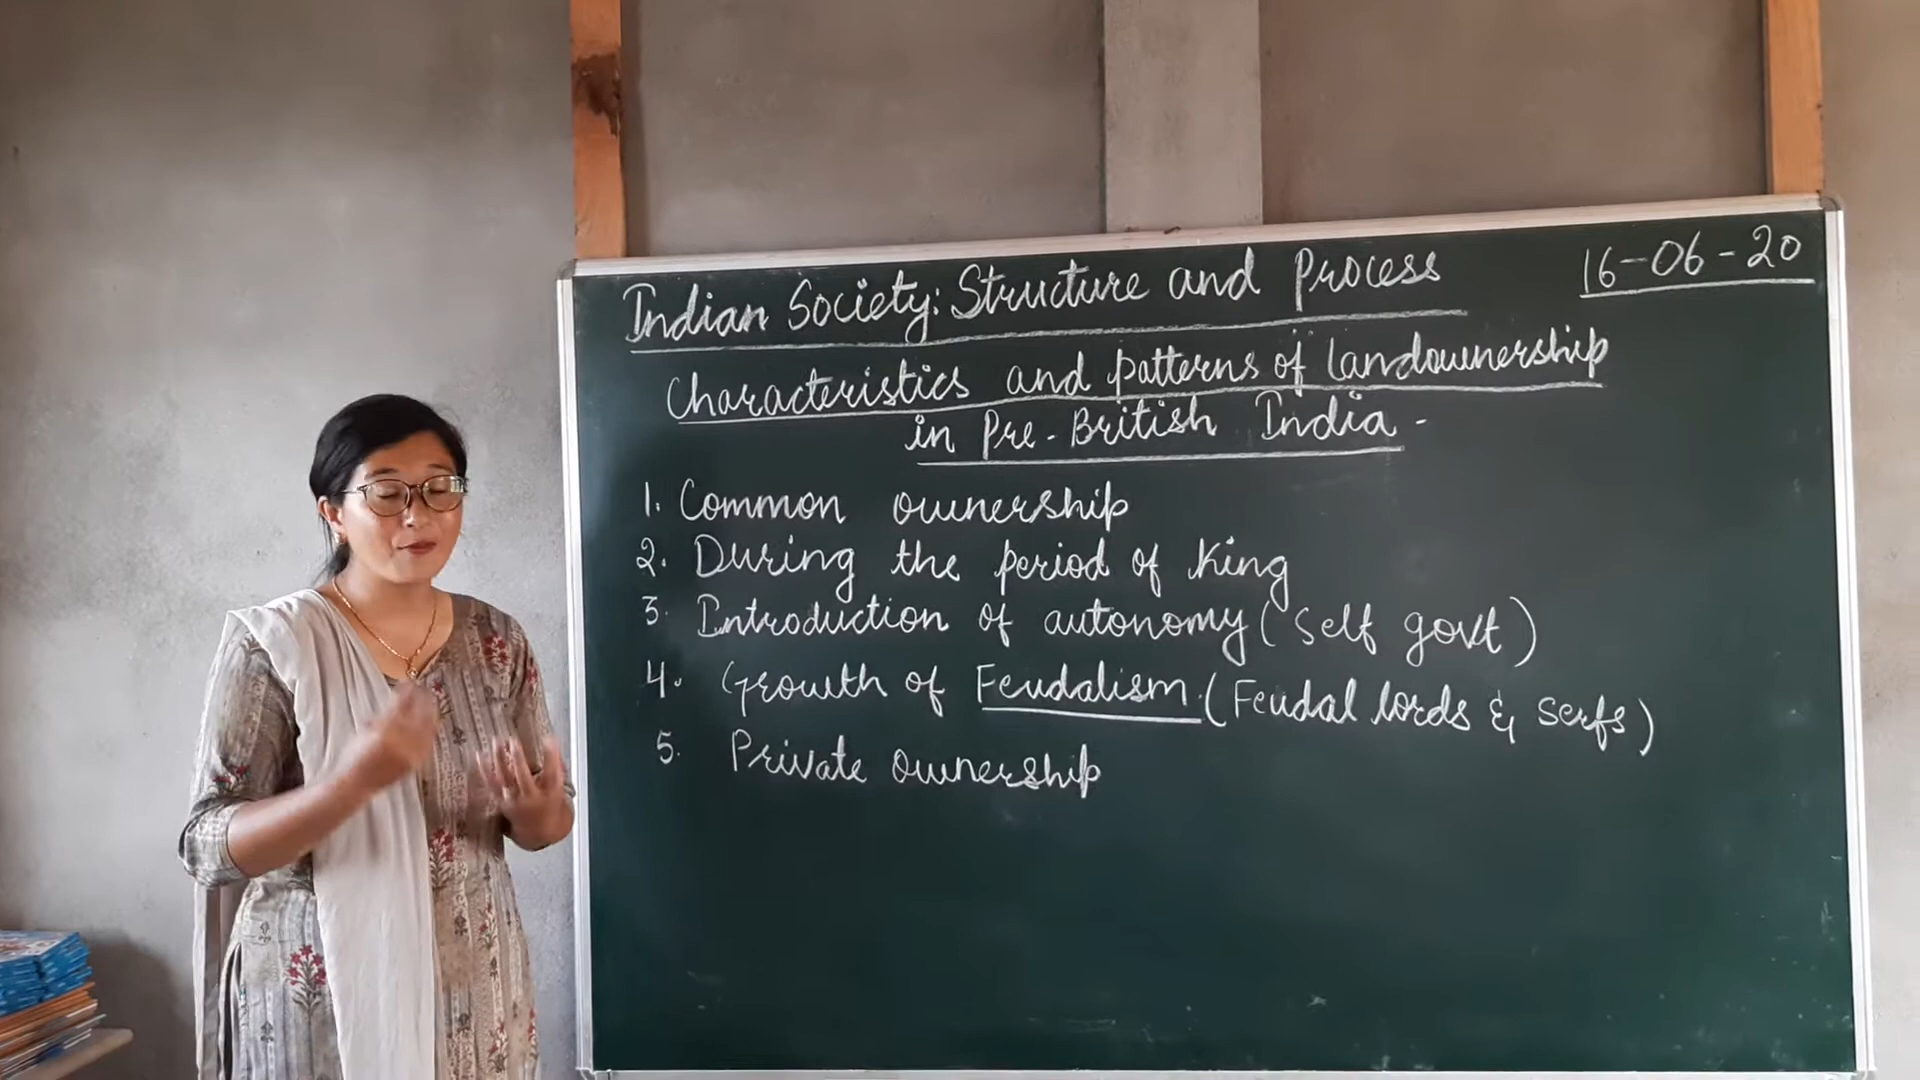 Indian Society: Structure and Process
16-06-20
Characteristics and patterns of landownership
in Pre-British India -
1. Common ownership
2. During the period of King
3. Introduction of autonomy (Self govt)
4. Growth of Feudalism (Feudal lords & serfs)
5. Private ownership